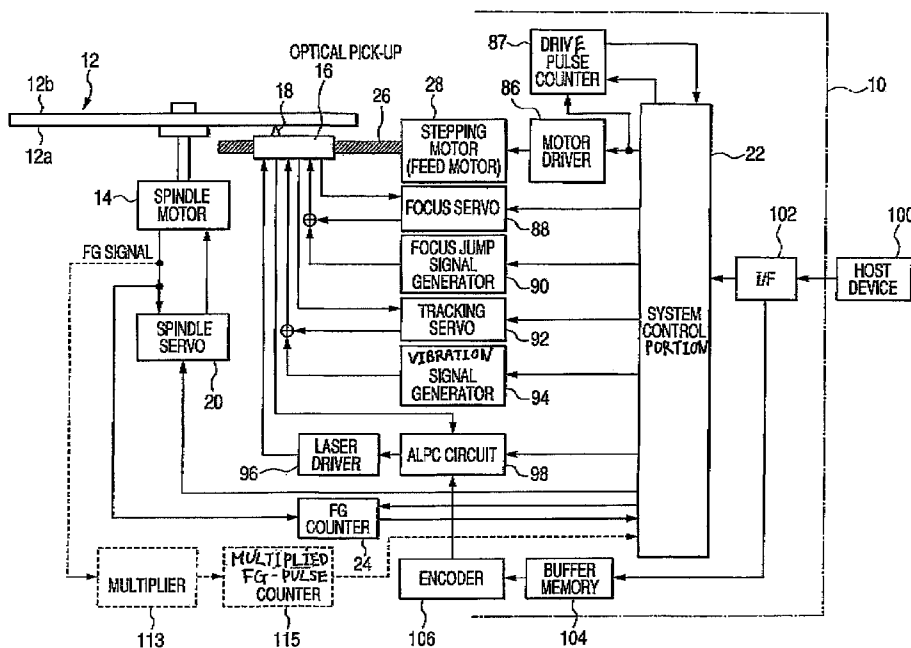 87
DRIVE
PULSE
COUNTER
OPTICAL PICK-UP
12
12b
12a
18
16
26
28
86
10
STEPPING
MOTOR
(FEED MOTOR)
MOTOR
DRIVER
22
14
SPINDLE
MOTOR
FOCUS SERVO
88
102
100
FG SIGNAL
FOCUS JUMP
SIGNAL
GENERATOR
90
I/F
HOST
DEVICE
SPINDLE
SERVO
20
TRACKING
SERVO
92
SYSTEM
CONTROL
PORTION
VIBRATION
SIGNAL
GENERATOR
94
LASER
DRIVER
96
ALPC CIRCUIT
98
FG
COUNTER
24
MULTIPLIER
113
MULTIPLIED
FG-PULSE
COUNTER
115
ENCODER
106
BUFFER
MEMORY
104